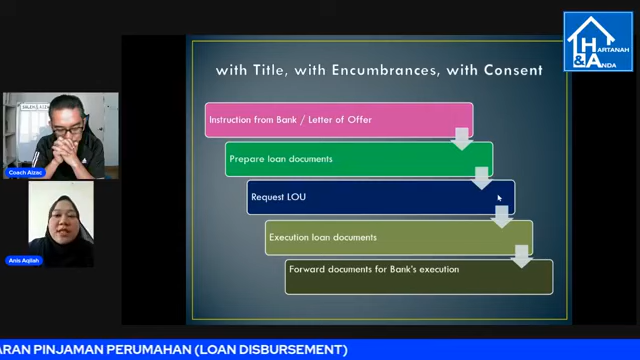 HARTANAH
& ANDA
with Title, with Encumbrances, with Consent
Instruction from Bank / Letter of Offer
Prepare loan documents
Request LOU
Execution loan documents
Forward documents for Bank's execution
Coach Aizac
Anis Aqilah
ARAN PINJAMAN PERUMAHAN (LOAN DISBURSEMENT)